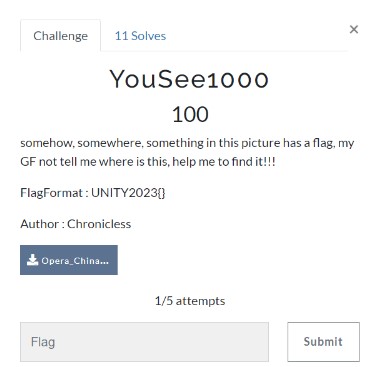 Challenge
11 Solves
×
YouSee1000
100
somehow, somewhere, something in this picture has a flag, my
GF not tell me where is this, help me to find it!!!
FlagFormat : UNITY2023{}
Author : Chronicless
Opera_China...
1/5 attempts
Flag
Submit